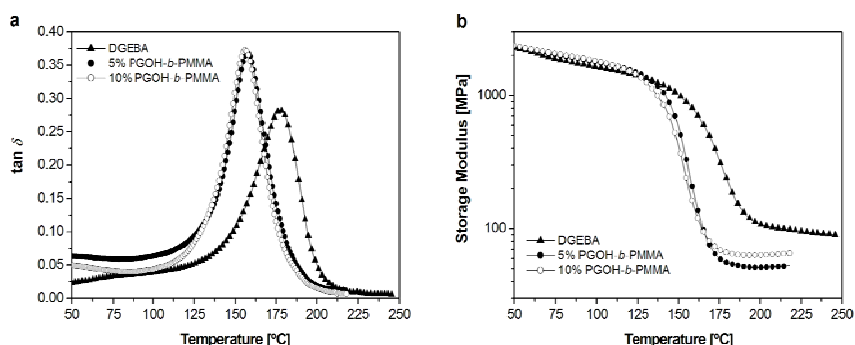 a
tan δ
0.40
0.35
0.30
0.25
0.20
0.15
0.10
0.05
0.00
DGEBA
5% PGOH-b-PMMA
10% PGOH-b-PMMA
50 75 100 125 150 175 200 225 250
Temperature [°C]
b
Storage Modulus [MPa]
1000
100
DGEBA
5% PGOH-b-PMMA
10% PGOH-b-PMMA
50 75 100 125 150 175 200 225 250
Temperature [°C]